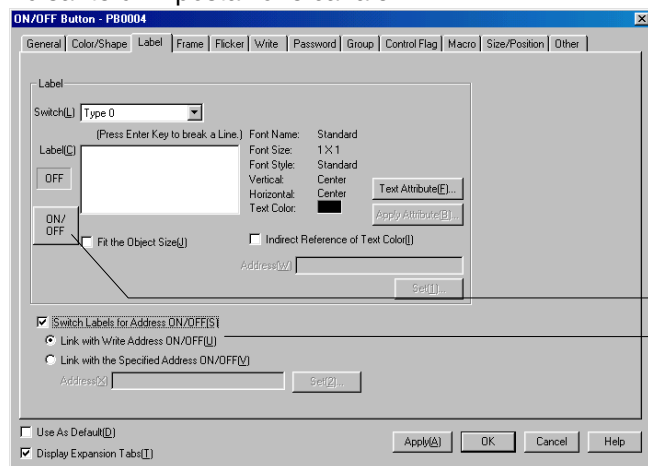 ON/OFF Button - PB0004
General Color/Shape Label Frame Flicker Write Password Group Control Flag Macro Size/Position Other
Label
Switch(L) Type 0
(Press Enter Key to break a Line.)
Label(C)
OFF
ON/
OFF
Font Name: Standard
Font Size: 1X1
Font Style: Standard
Vertical: Center
Horizontal: Center
Text Color:
Text Attribute(F)...
Apply Attribute(B)...
Fit the Object Size(J)
Indirect Reference of Text Color(I)
Address(W)
Set(1)...
Switch Labels for Address ON/OFF(S)
Link with Write Address ON/OFF(U)
Link with the Specified Address ON/OFF(V)
Address(X)
Set(2)...
Use As Default(D)
Display Expansion Tabs(T)
Apply(A) OK Cancel Help